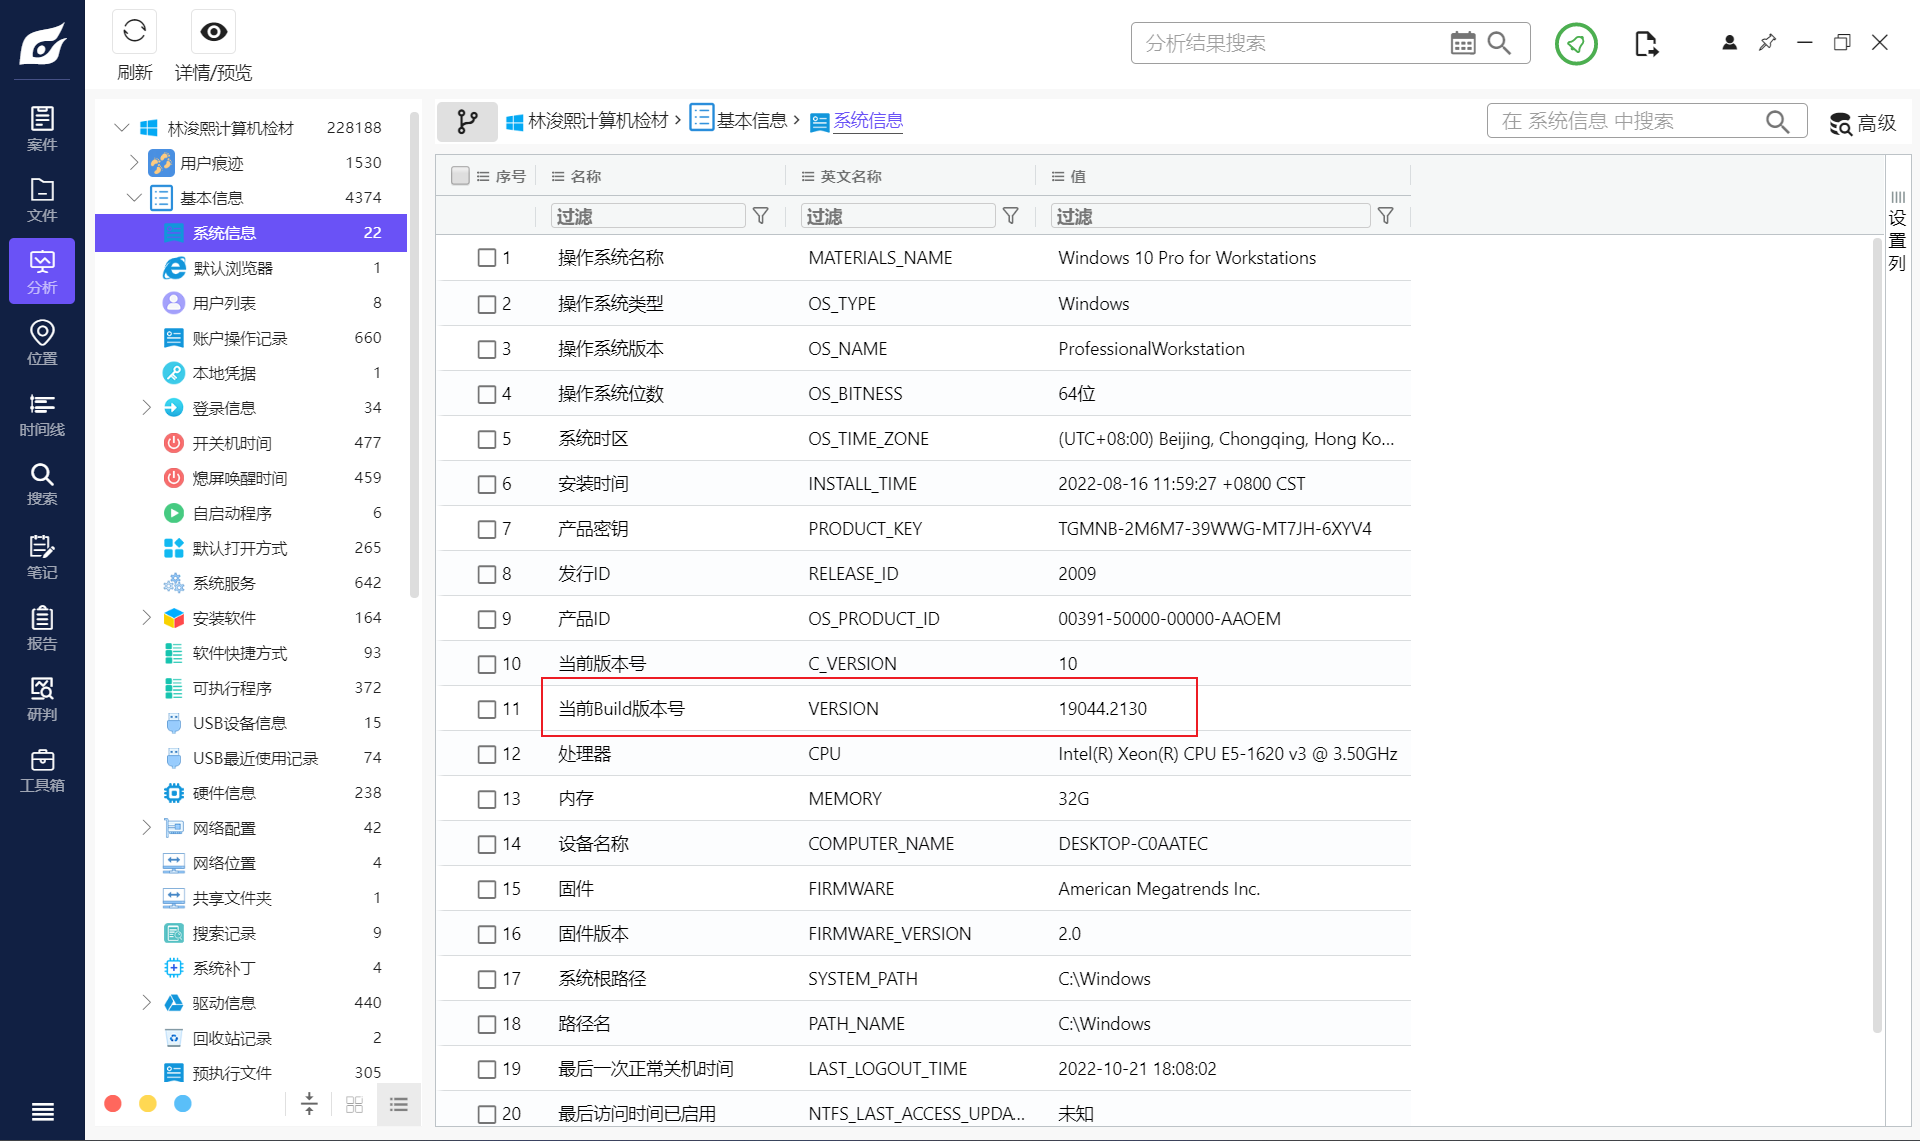 刷新
详情/预览
分析结果搜索
案件
文件
分析
位置
时间线
搜索
笔记
报告
研判
工具箱
林浚熙计算机检材 228188
用户痕迹 1530
基本信息 4374
系统信息 22
默认浏览器 1
用户列表 8
账户操作记录 660
本地凭据 1
登录信息 34
开关机时间 477
熄屏唤醒时间 459
自启动程序 6
默认打开方式 265
系统服务 642
安装软件 164
软件快捷方式 93
可执行程序 372
USB设备信息 15
USB最近使用记录 74
硬件信息 238
网络配置 42
网络位置 4
共享文件夹 1
搜索记录 9
系统补丁 4
驱动信息 440
回收站记录 2
预执行文件 305
林浚熙计算机检材 › 基本信息 › 系统信息
在 系统信息 中搜索
高级
序号 名称 英文名称 值
过滤 过滤 过滤
1 操作系统名称 MATERIALS_NAME Windows 10 Pro for Workstations
2 操作系统类型 OS_TYPE Windows
3 操作系统版本 OS_NAME ProfessionalWorkstation
4 操作系统位数 OS_BITNESS 64位
5 系统时区 OS_TIME_ZONE (UTC+08:00) Beijing, Chongqing, Hong Ko...
6 安装时间 INSTALL_TIME 2022-08-16 11:59:27 +0800 CST
7 产品密钥 PRODUCT_KEY TGMNB-2M6M7-39WWG-MT7JH-6XYV4
8 发行ID RELEASE_ID 2009
9 产品ID OS_PRODUCT_ID 00391-50000-00000-AAOEM
10 当前版本号 C_VERSION 10
11 当前Build版本号 VERSION 19044.2130
12 处理器 CPU Intel(R) Xeon(R) CPU E5-1620 v3 @ 3.50GHz
13 内存 MEMORY 32G
14 设备名称 COMPUTER_NAME DESKTOP-C0AATEC
15 固件 FIRMWARE American Megatrends Inc.
16 固件版本 FIRMWARE_VERSION 2.0
17 系统根路径 SYSTEM_PATH C:\Windows
18 路径名 PATH_NAME C:\Windows
19 最后一次正常关机时间 LAST_LOGOUT_TIME 2022-10-21 18:08:02
20 最后访问时间已启用 NTFS_LAST_ACCESS_UPDA... 未知
设置列